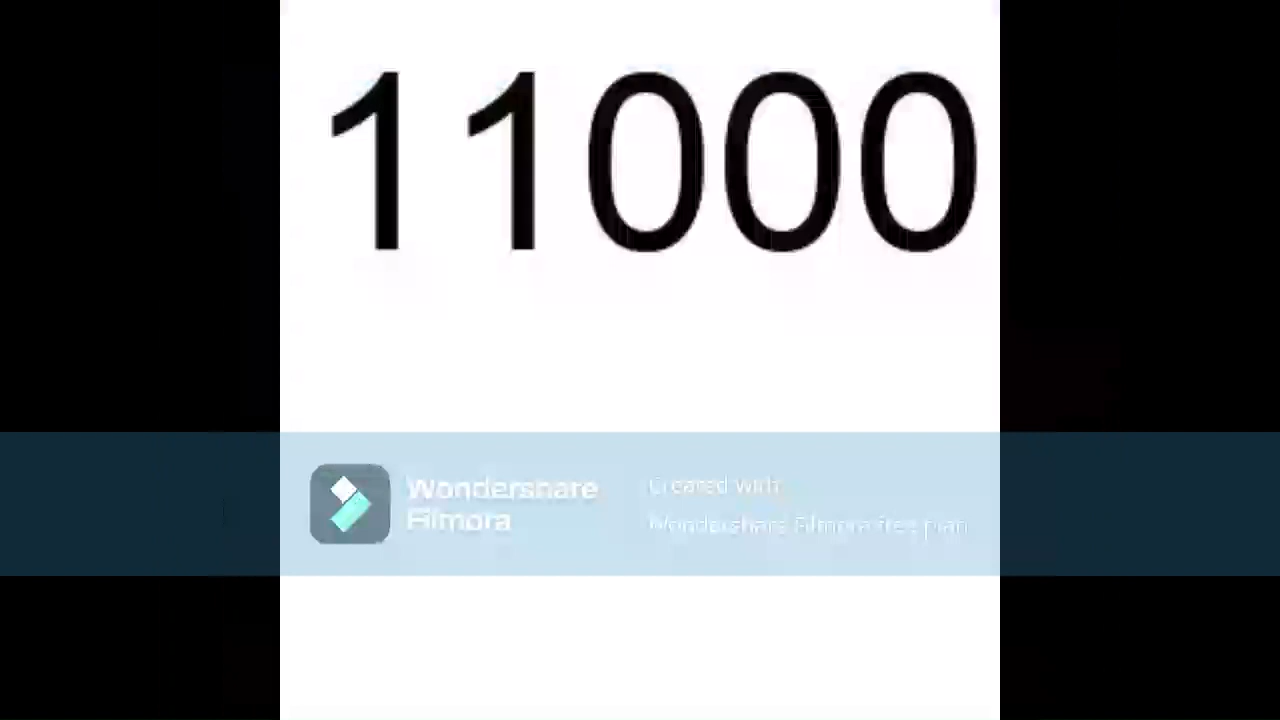 11000
Wondershare
Filmora
Created with
Wondershare Filmora free plan